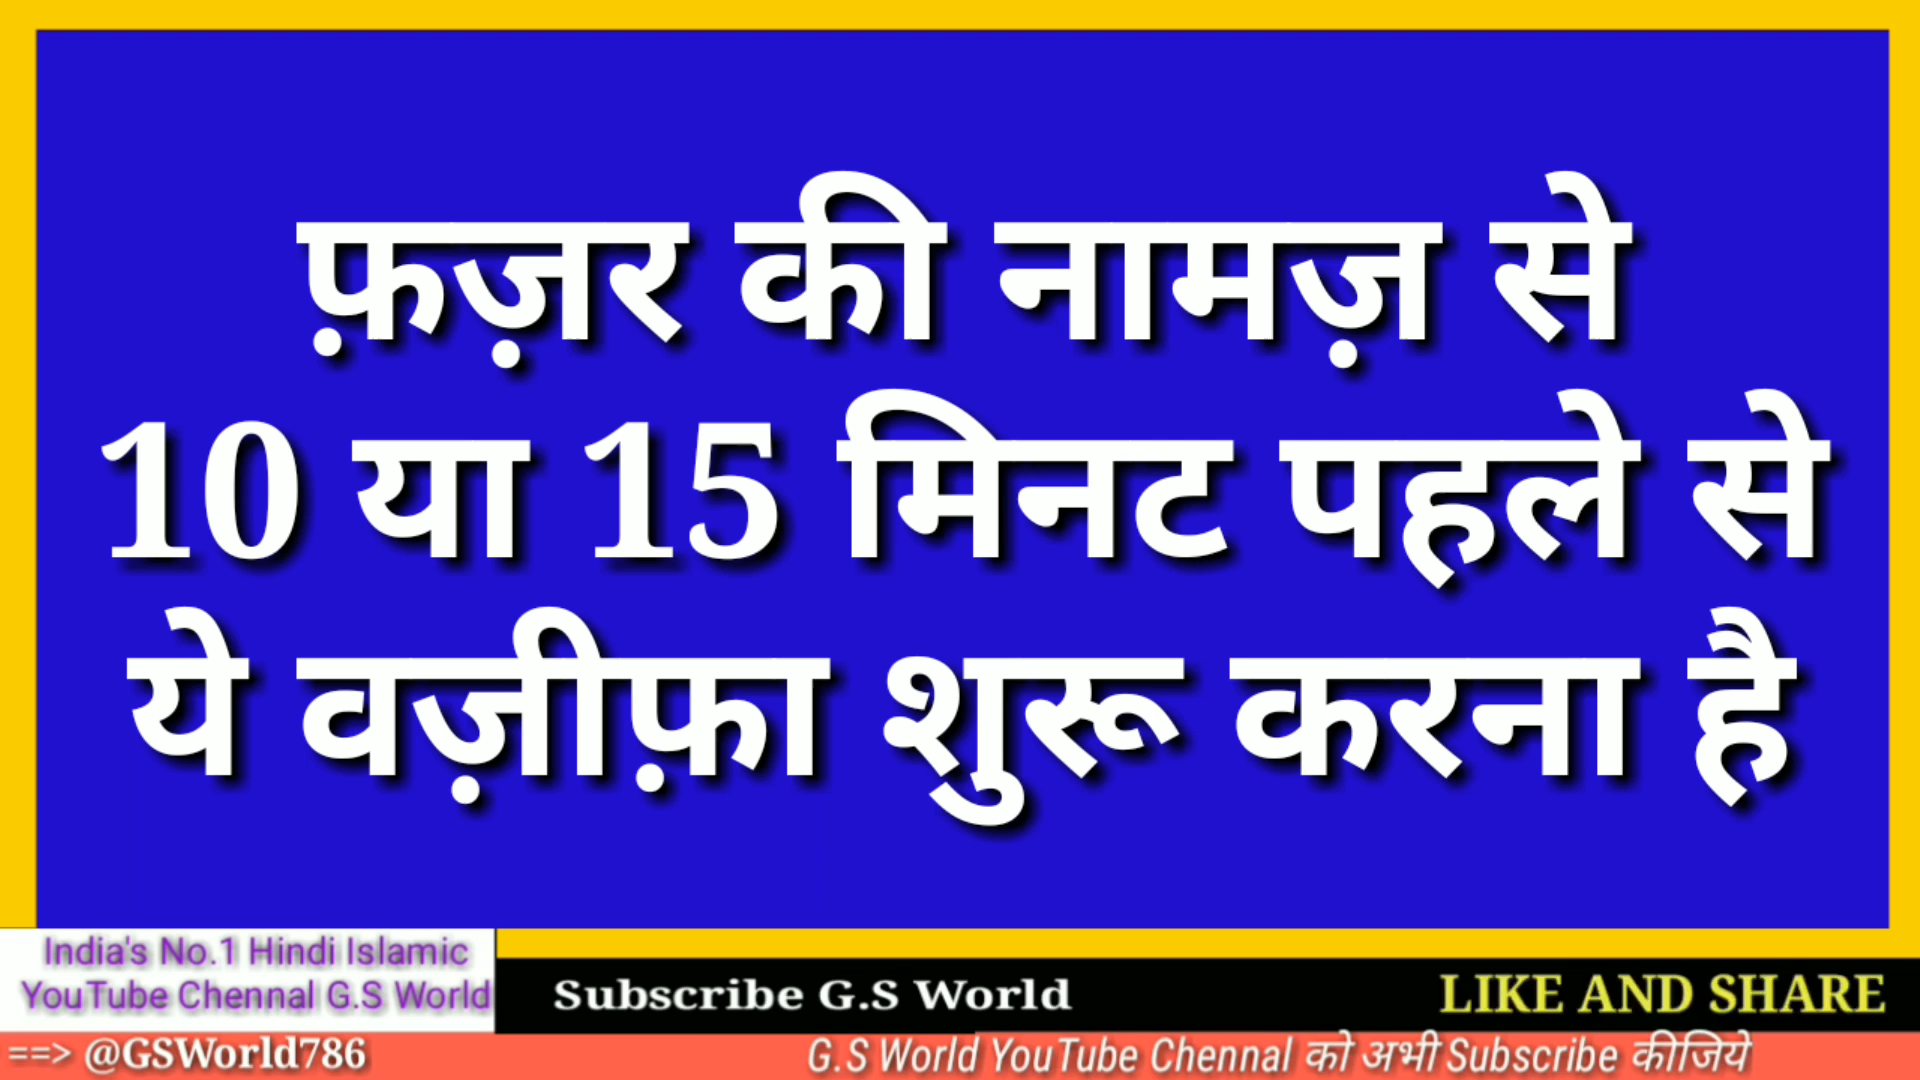 फ़ज़र की नामज़ से
10 या 15 मिनट पहले से
ये वज़ीफ़ा शुरू करना है
India's No.1 Hindi Islamic
YouTube Chennal G.S World
Subscribe G.S World
LIKE AND SHARE
==> @GSWorld786
G.S World YouTube Chennal को अभी Subscribe कीजिये